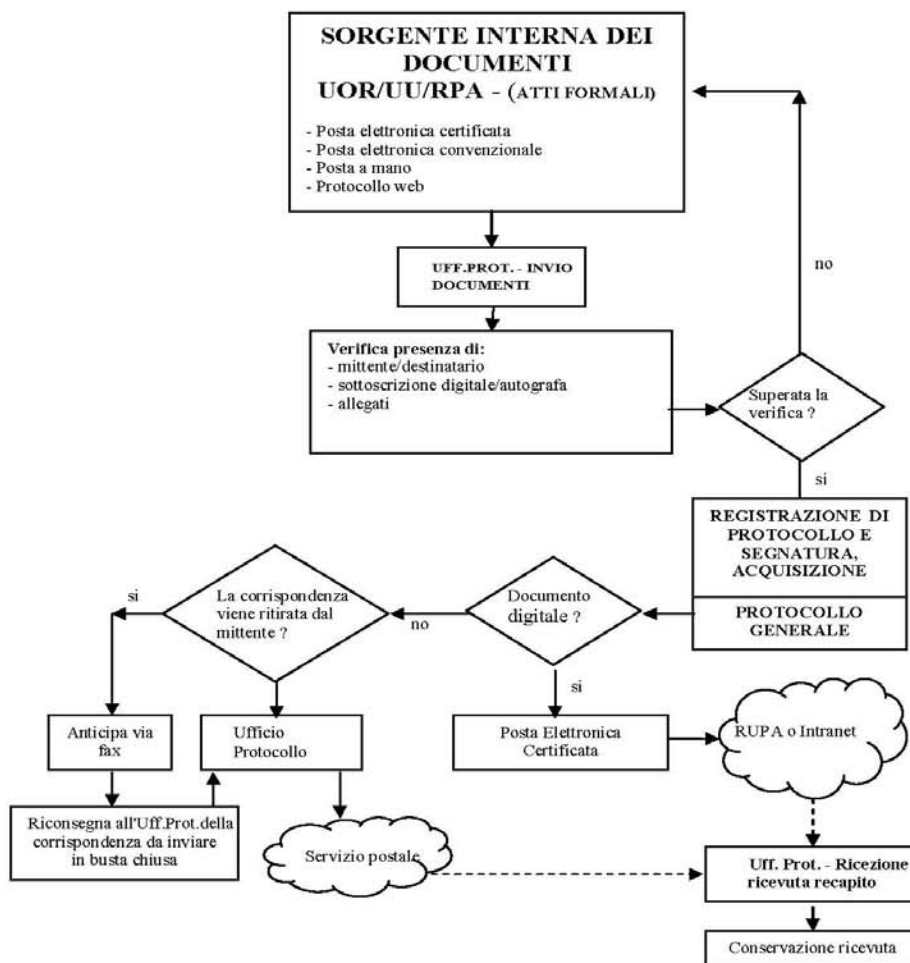 SORGENTE INTERNA DEI
DOCUMENTI
UOR/UU/RPA - (ATTI FORMALI)
- Posta elettronica certificata
- Posta elettronica convenzionale
- Posta a mano
- Protocollo web
no
UFF.PROT. - INVIO
DOCUMENTI
Verifica presenza di:
- mittente/destinatario
- sottoscrizione digitale/autografa
- allegati
Superata la
verifica ?
si
REGISTRAZIONE DI
PROTOCOLLO E
SEGNATURA,
ACQUISIZIONE
PROTOCOLLO
GENERALE
Documento
digitale ?
no
La corrispondenza
viene ritirata dal
mittente ?
si
si
Anticipa via
fax
Ufficio
Protocollo
Posta Elettronica
Certificata
RUPA o Intranet
Riconsegna all'Uff.Prot.della
corrispondenza da inviare
in busta chiusa
Servizio postale
Uff. Prot. - Ricezione
ricevuta recapito
Conservazione ricevuta